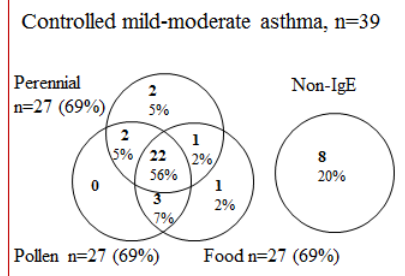 Controlled mild-moderate asthma, n=39
Perennial
n=27 (69%)
Non-IgE
2
5%
2
5%
1
2%
22
56%
8
20%
0
3
7%
1
2%
Pollen n=27 (69%)
Food n=27 (69%)